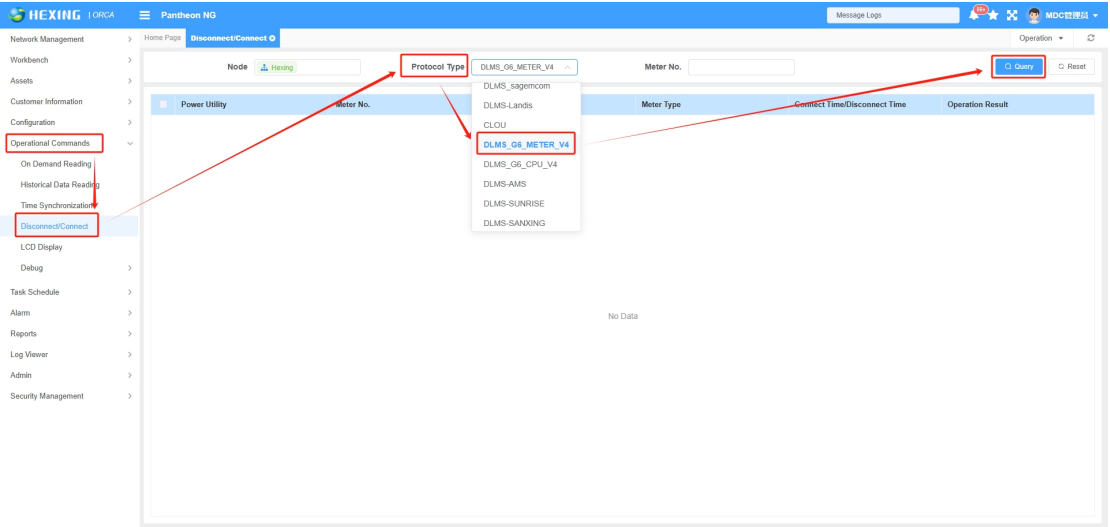 HEXING | ORCA
Pantheon NG
Message Logs
99+
MDC管理员
Network Management
Workbench
Assets
Customer Information
Configuration
Operational Commands
On Demand Reading
Historical Data Reading
Time Synchronization
Disconnect/Connect
LCD Display
Debug
Task Schedule
Alarm
Reports
Log Viewer
Admin
Security Management
Home Page
Disconnect/Connect
Operation
Node
Hexing
Protocol Type
DLMS_G6_METER_V4
Meter No.
Query
Reset
Power Utility
Meter No.
Meter Type
Connect Time/Disconnect Time
Operation Result
DLMS_sagemcom
DLMS-Landis
CLOU
DLMS_G6_METER_V4
DLMS_G6_CPU_V4
DLMS-AMS
DLMS-SUNRISE
DLMS-SANXING
No Data